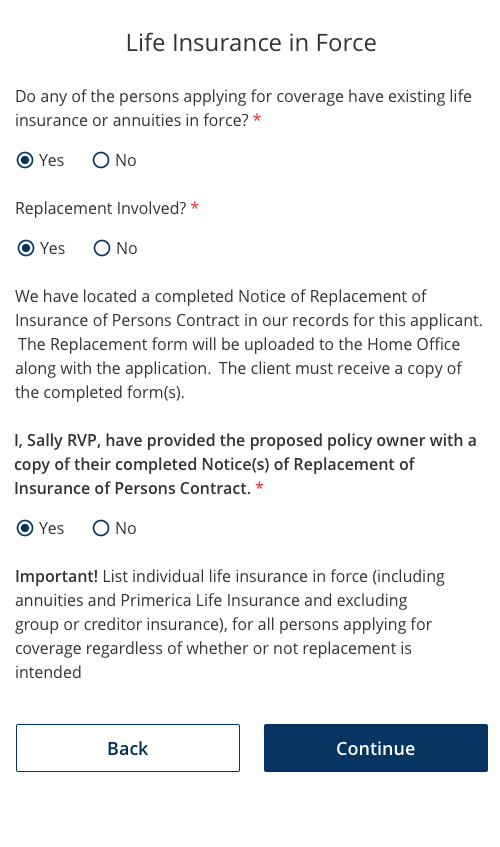 Life Insurance in Force
Do any of the persons applying for coverage have existing life
insurance or annuities in force? *
Yes No
Replacement Involved? *
Yes No
We have located a completed Notice of Replacement of
Insurance of Persons Contract in our records for this applicant.
The Replacement form will be uploaded to the Home Office
along with the application.  The client must receive a copy of
the completed form(s).
I, Sally RVP, have provided the proposed policy owner with a
copy of their completed Notice(s) of Replacement of
Insurance of Persons Contract. *
Yes No
Important! List individual life insurance in force (including
annuities and Primerica Life Insurance and excluding
group or creditor insurance), for all persons applying for
coverage regardless of whether or not replacement is
intended
Back Continue